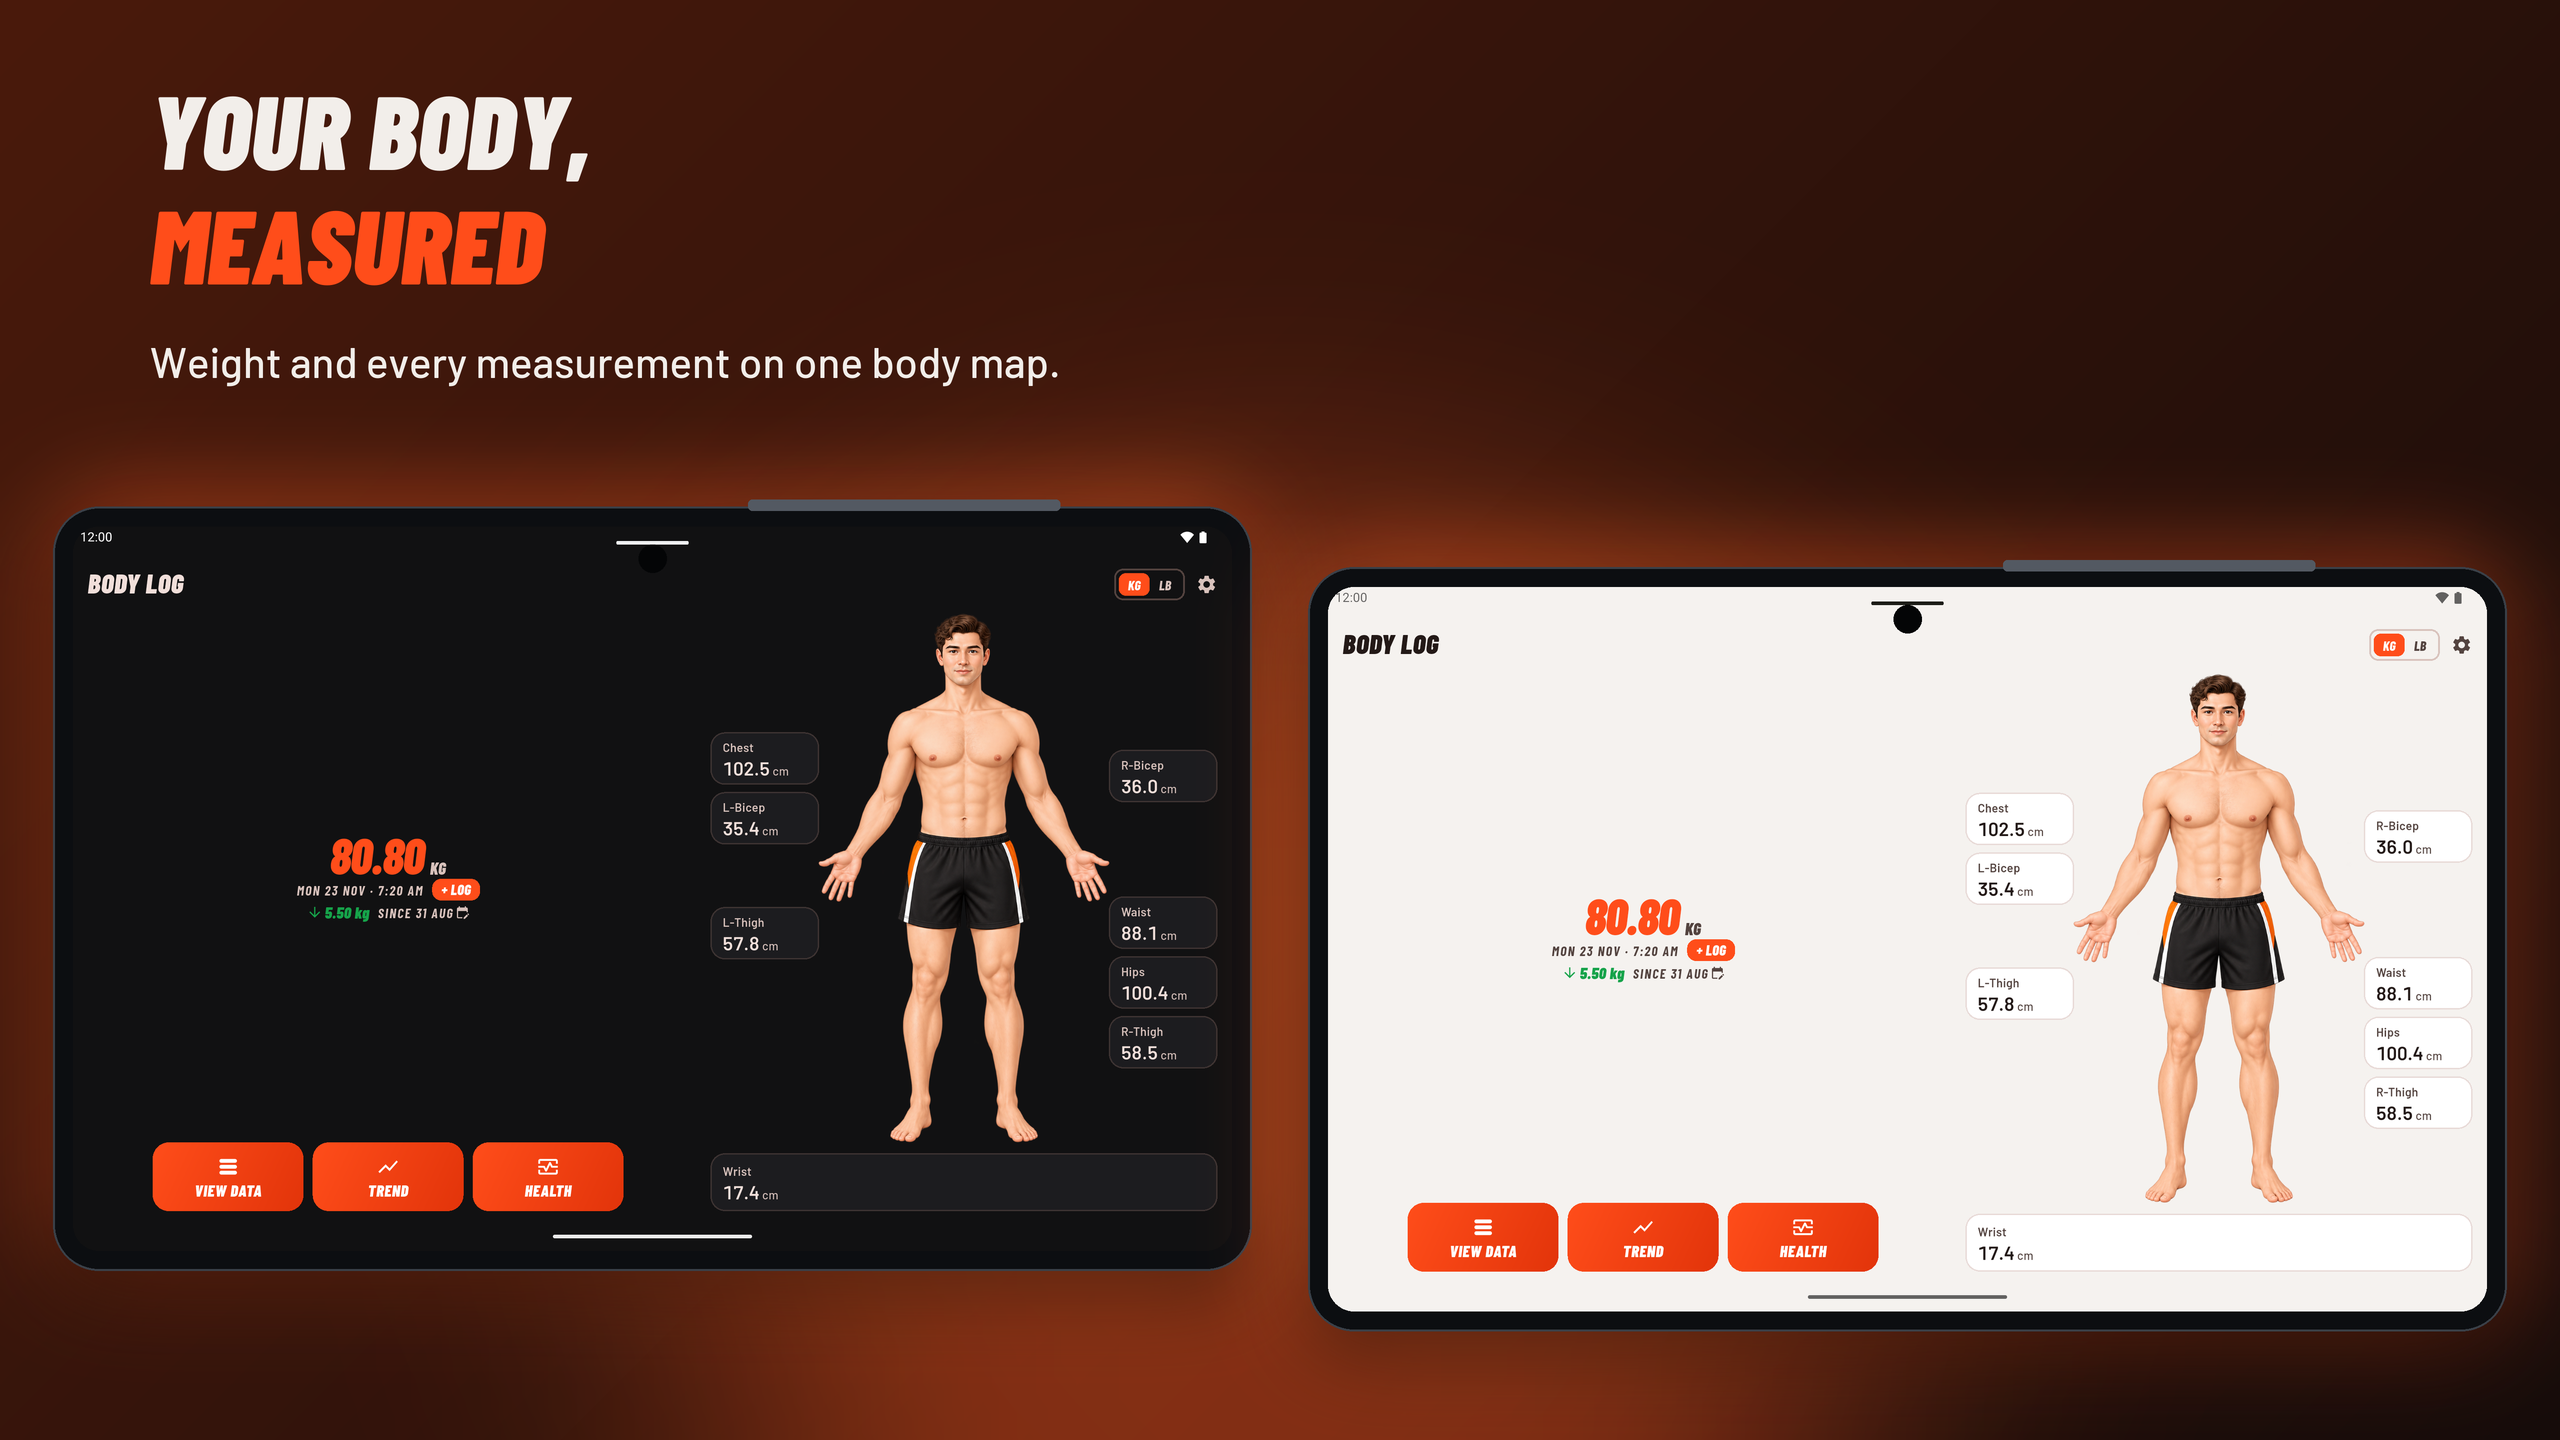 YOUR BODY,
MEASURED
Weight and every measurement on one body map.
12:00
BODY LOG
KG LB
Chest
102.5 cm
L-Bicep
35.4 cm
R-Bicep
36.0 cm
80.80 KG
MON 23 NOV · 7:20 AM + LOG
↓ 5.50 kg SINCE 31 AUG
L-Thigh
57.8 cm
Waist
88.1 cm
Hips
100.4 cm
R-Thigh
58.5 cm
VIEW DATA
TREND
HEALTH
Wrist
17.4 cm
12:00
BODY LOG
KG LB
Chest
102.5 cm
L-Bicep
35.4 cm
R-Bicep
36.0 cm
80.80 KG
MON 23 NOV · 7:20 AM + LOG
↓ 5.50 kg SINCE 31 AUG
L-Thigh
57.8 cm
Waist
88.1 cm
Hips
100.4 cm
R-Thigh
58.5 cm
VIEW DATA
TREND
HEALTH
Wrist
17.4 cm